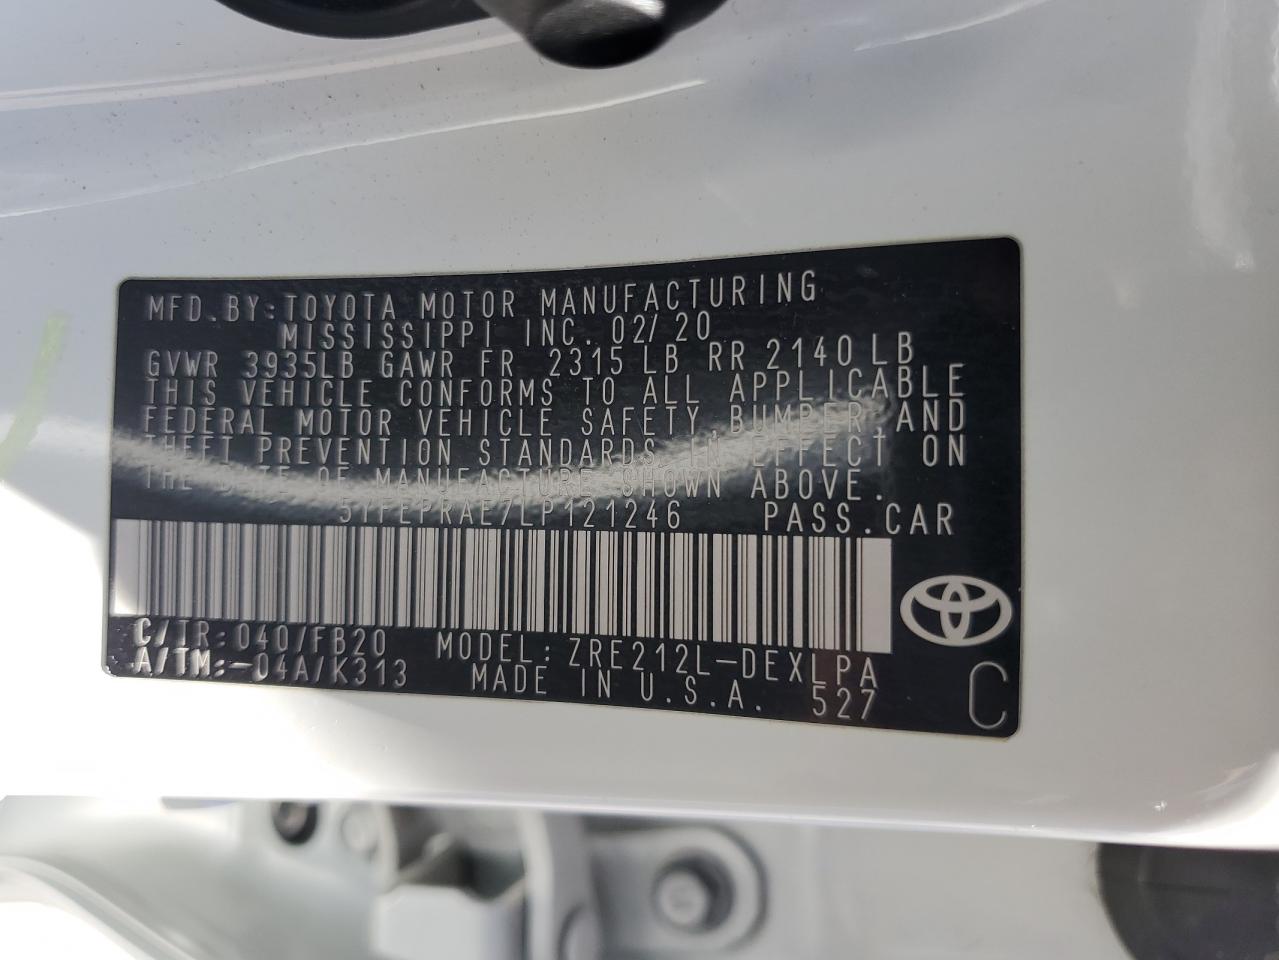 MFD. BY: TOYOTA MOTOR MANUFACTURING
MISSISSIPPI INC. 02/20
GVWR 3935LB GAWR FR 2315 LB RR 2140 LB
THIS VEHICLE CONFORMS TO ALL APPLICABLE
FEDERAL MOTOR VEHICLE SAFETY, BUMPER, AND
THEFT PREVENTION STANDARDS IN EFFECT ON
THE DATE OF MANUFACTURE SHOWN ABOVE.
5YFEPRAE7LP121246 PASS. CAR
C/TR: 040/FB20 MODEL: ZRE212L-DEXLPA
A/TM: -04A/K313 MADE IN U.S.A. 527
C